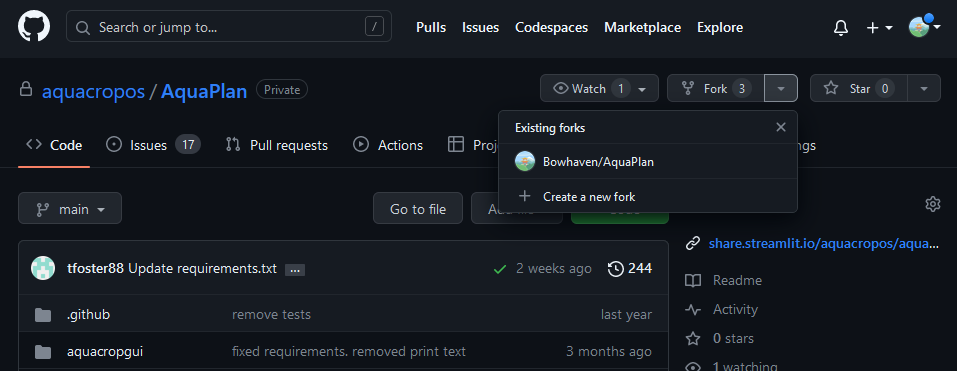 Search or jump to... /
Pulls Issues Codespaces Marketplace Explore
aquacropos / AquaPlan Private
Watch 1 Fork 3 Star 0
Existing forks
Bowhaven/AquaPlan
Create a new fork
Code Issues 17 Pull requests Actions
main Go to file
share.streamlit.io/aquacropos/aqua...
tfoster88 Update requirements.txt ... 2 weeks ago 244
Readme
.github remove tests last year
Activity
0 stars
aquacropgui fixed requirements. removed print text 3 months ago
1 watching